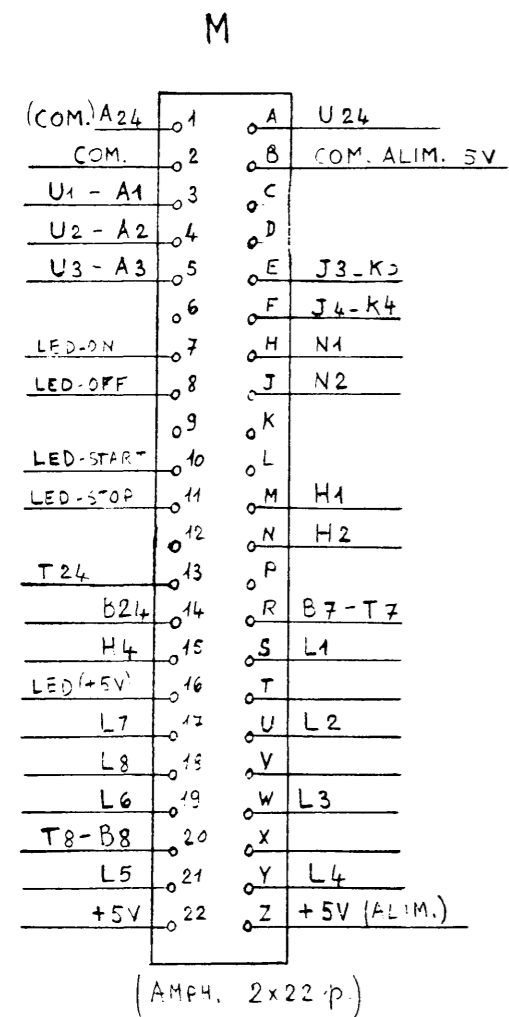 M
(COM.) A24 1 A U24
COM. 2 B COM. ALIM. 5V
U1 - A1 3 C
U2 - A2 4 D
U3 - A3 5 E J3-K3
6 F J4-K4
LED-ON 7 H N1
LED-OFF 8 J N2
9 K
LED-START 10 L
LED-STOP 11 M H1
12 N H2
T24 13 P
B24 14 R B7-T7
H4 15 S L1
LED(+5V) 16 T
L7 17 U L2
L8 18 V
L6 19 W L3
T8-B8 20 X
L5 21 Y L4
+5V 22 Z +5V (ALIM.)
(AMPH. 2x22 p.)